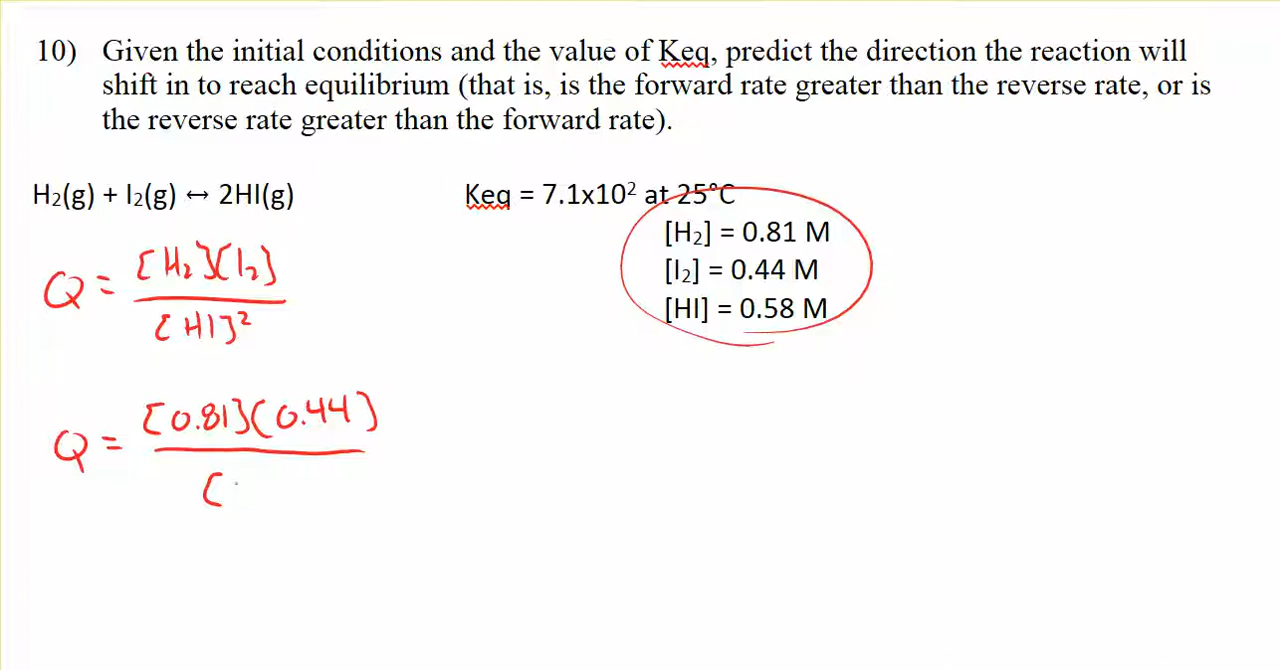 10) Given the initial conditions and the value of Keq, predict the direction the reaction will
shift in to reach equilibrium (that is, is the forward rate greater than the reverse rate, or is
the reverse rate greater than the forward rate).
H₂(g) + I₂(g) ↔ 2HI(g) Keq = 7.1x10² at 25°C
[H₂] = 0.81 M
[I₂] = 0.44 M
[HI] = 0.58 M
Q = [H₂][I₂]
[HI]²
Q = [0.81][0.44]
[